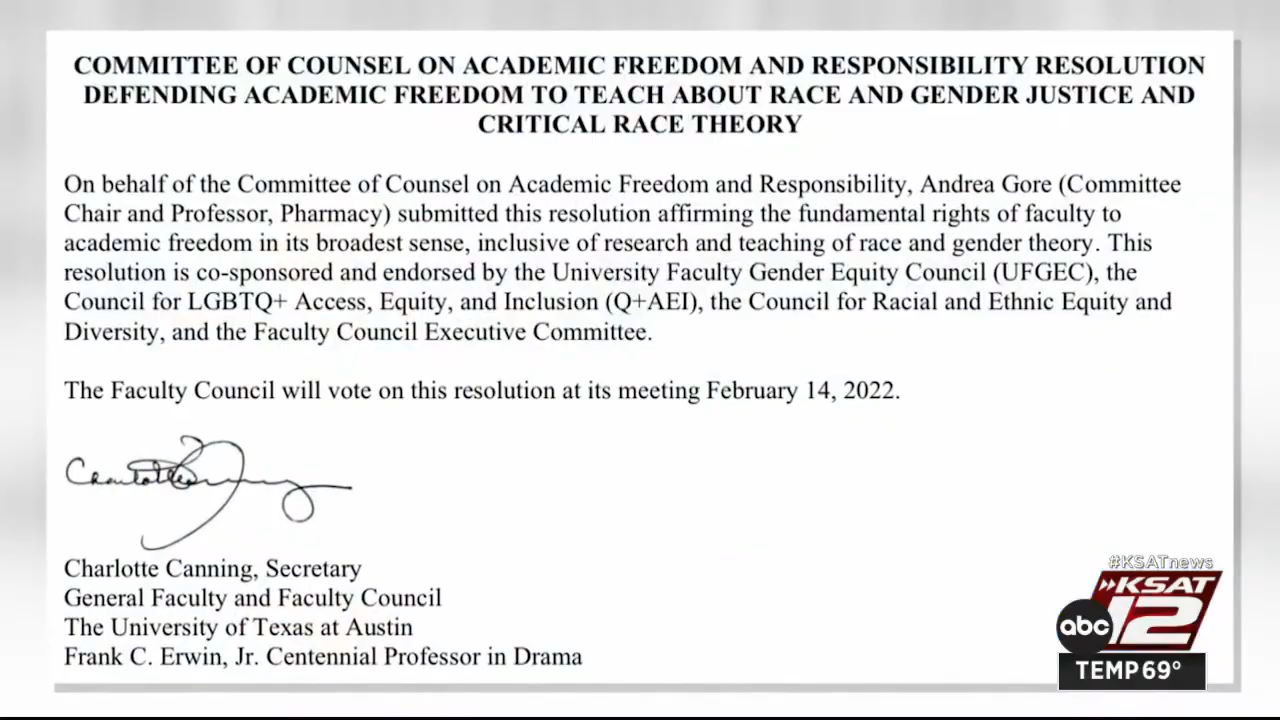 COMMITTEE OF COUNSEL ON ACADEMIC FREEDOM AND RESPONSIBILITY RESOLUTION
DEFENDING ACADEMIC FREEDOM TO TEACH ABOUT RACE AND GENDER JUSTICE AND
CRITICAL RACE THEORY
On behalf of the Committee of Counsel on Academic Freedom and Responsibility, Andrea Gore (Committee
Chair and Professor, Pharmacy) submitted this resolution affirming the fundamental rights of faculty to
academic freedom in its broadest sense, inclusive of research and teaching of race and gender theory. This
resolution is co-sponsored and endorsed by the University Faculty Gender Equity Council (UFGEC), the
Council for LGBTQ+ Access, Equity, and Inclusion (Q+AEI), the Council for Racial and Ethnic Equity and
Diversity, and the Faculty Council Executive Committee.
The Faculty Council will vote on this resolution at its meeting February 14, 2022.
Charlotte Canning, Secretary
General Faculty and Faculty Council
The University of Texas at Austin
Frank C. Erwin, Jr. Centennial Professor in Drama
#KSATnews
KSAT
abc 12
TEMP 69°